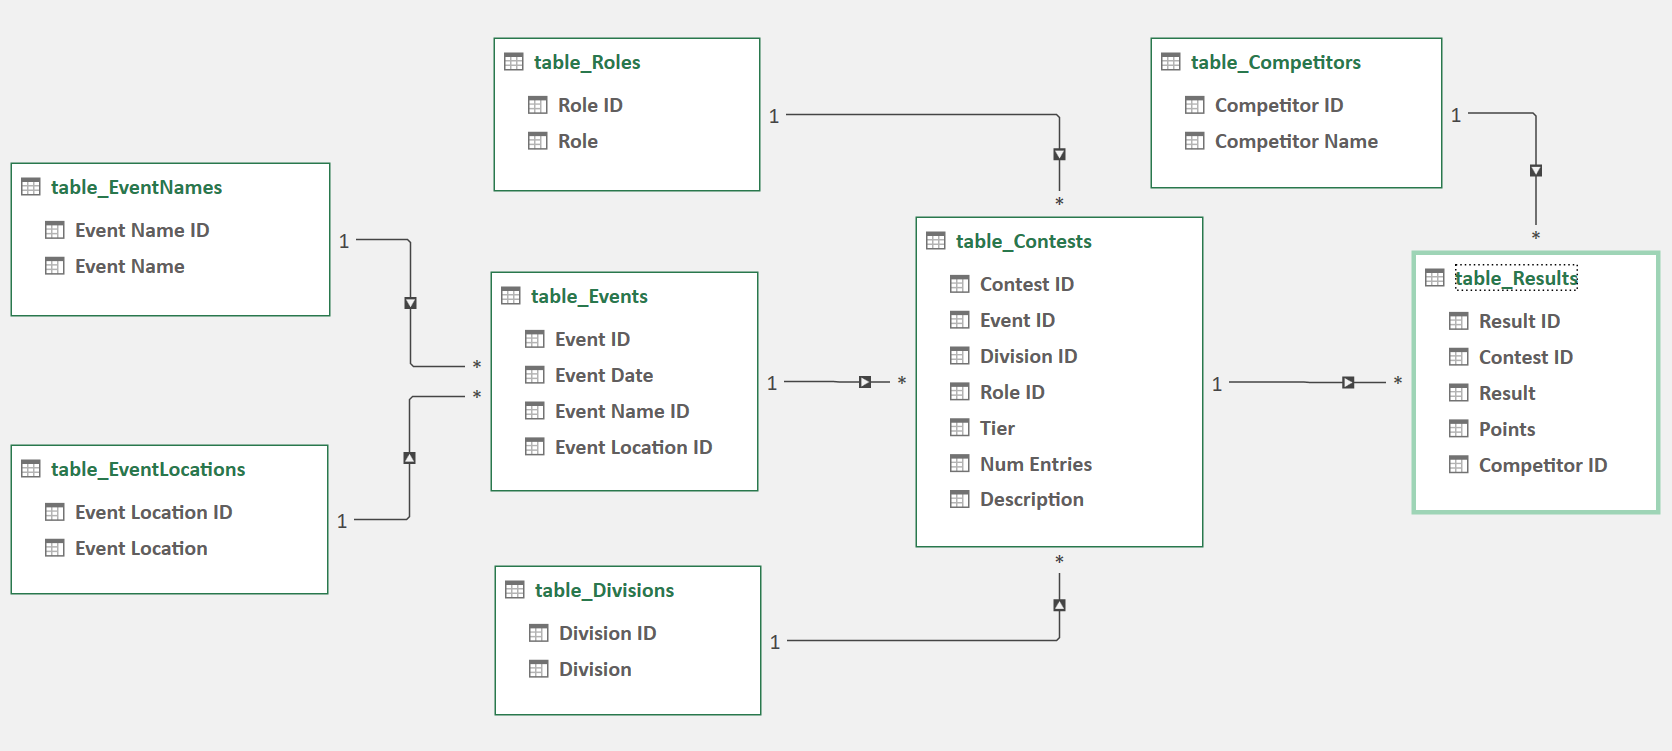 table_Roles
Role ID
Role
table_Competitors
Competitor ID
Competitor Name
table_EventNames
Event Name ID
Event Name
table_Events
Event ID
Event Date
Event Name ID
Event Location ID
table_Contests
Contest ID
Event ID
Division ID
Role ID
Tier
Num Entries
Description
table_Results
Result ID
Contest ID
Result
Points
Competitor ID
table_EventLocations
Event Location ID
Event Location
table_Divisions
Division ID
Division
1
*
1
*
1
*
1
*
1
*
1
*
1
*